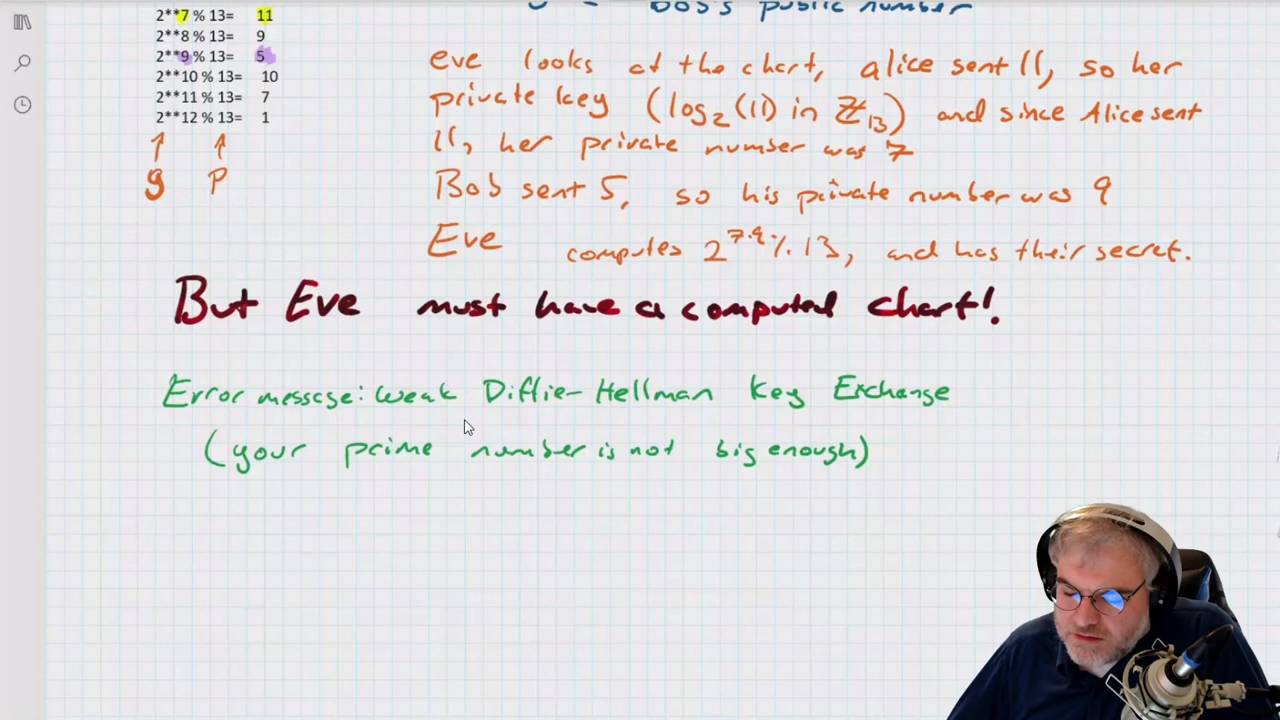 Bob's public number
2**7 % 13= 11
2**8 % 13= 9
2**9 % 13= 5
2**10 % 13= 10
2**11 % 13= 7
2**12 % 13= 1
g p
eve looks at the chart, alice sent 11, so her
private key (log₂(11) in ℤ₁₃) and since Alice sent
11, her private number was 7
Bob sent 5, so his private number was 9
Eve computes 2^7·9 % 13, and has their secret.
But Eve must have a computed chart!
Error message: weak Diffie-Hellman Key Exchange
(your prime number is not big enough)